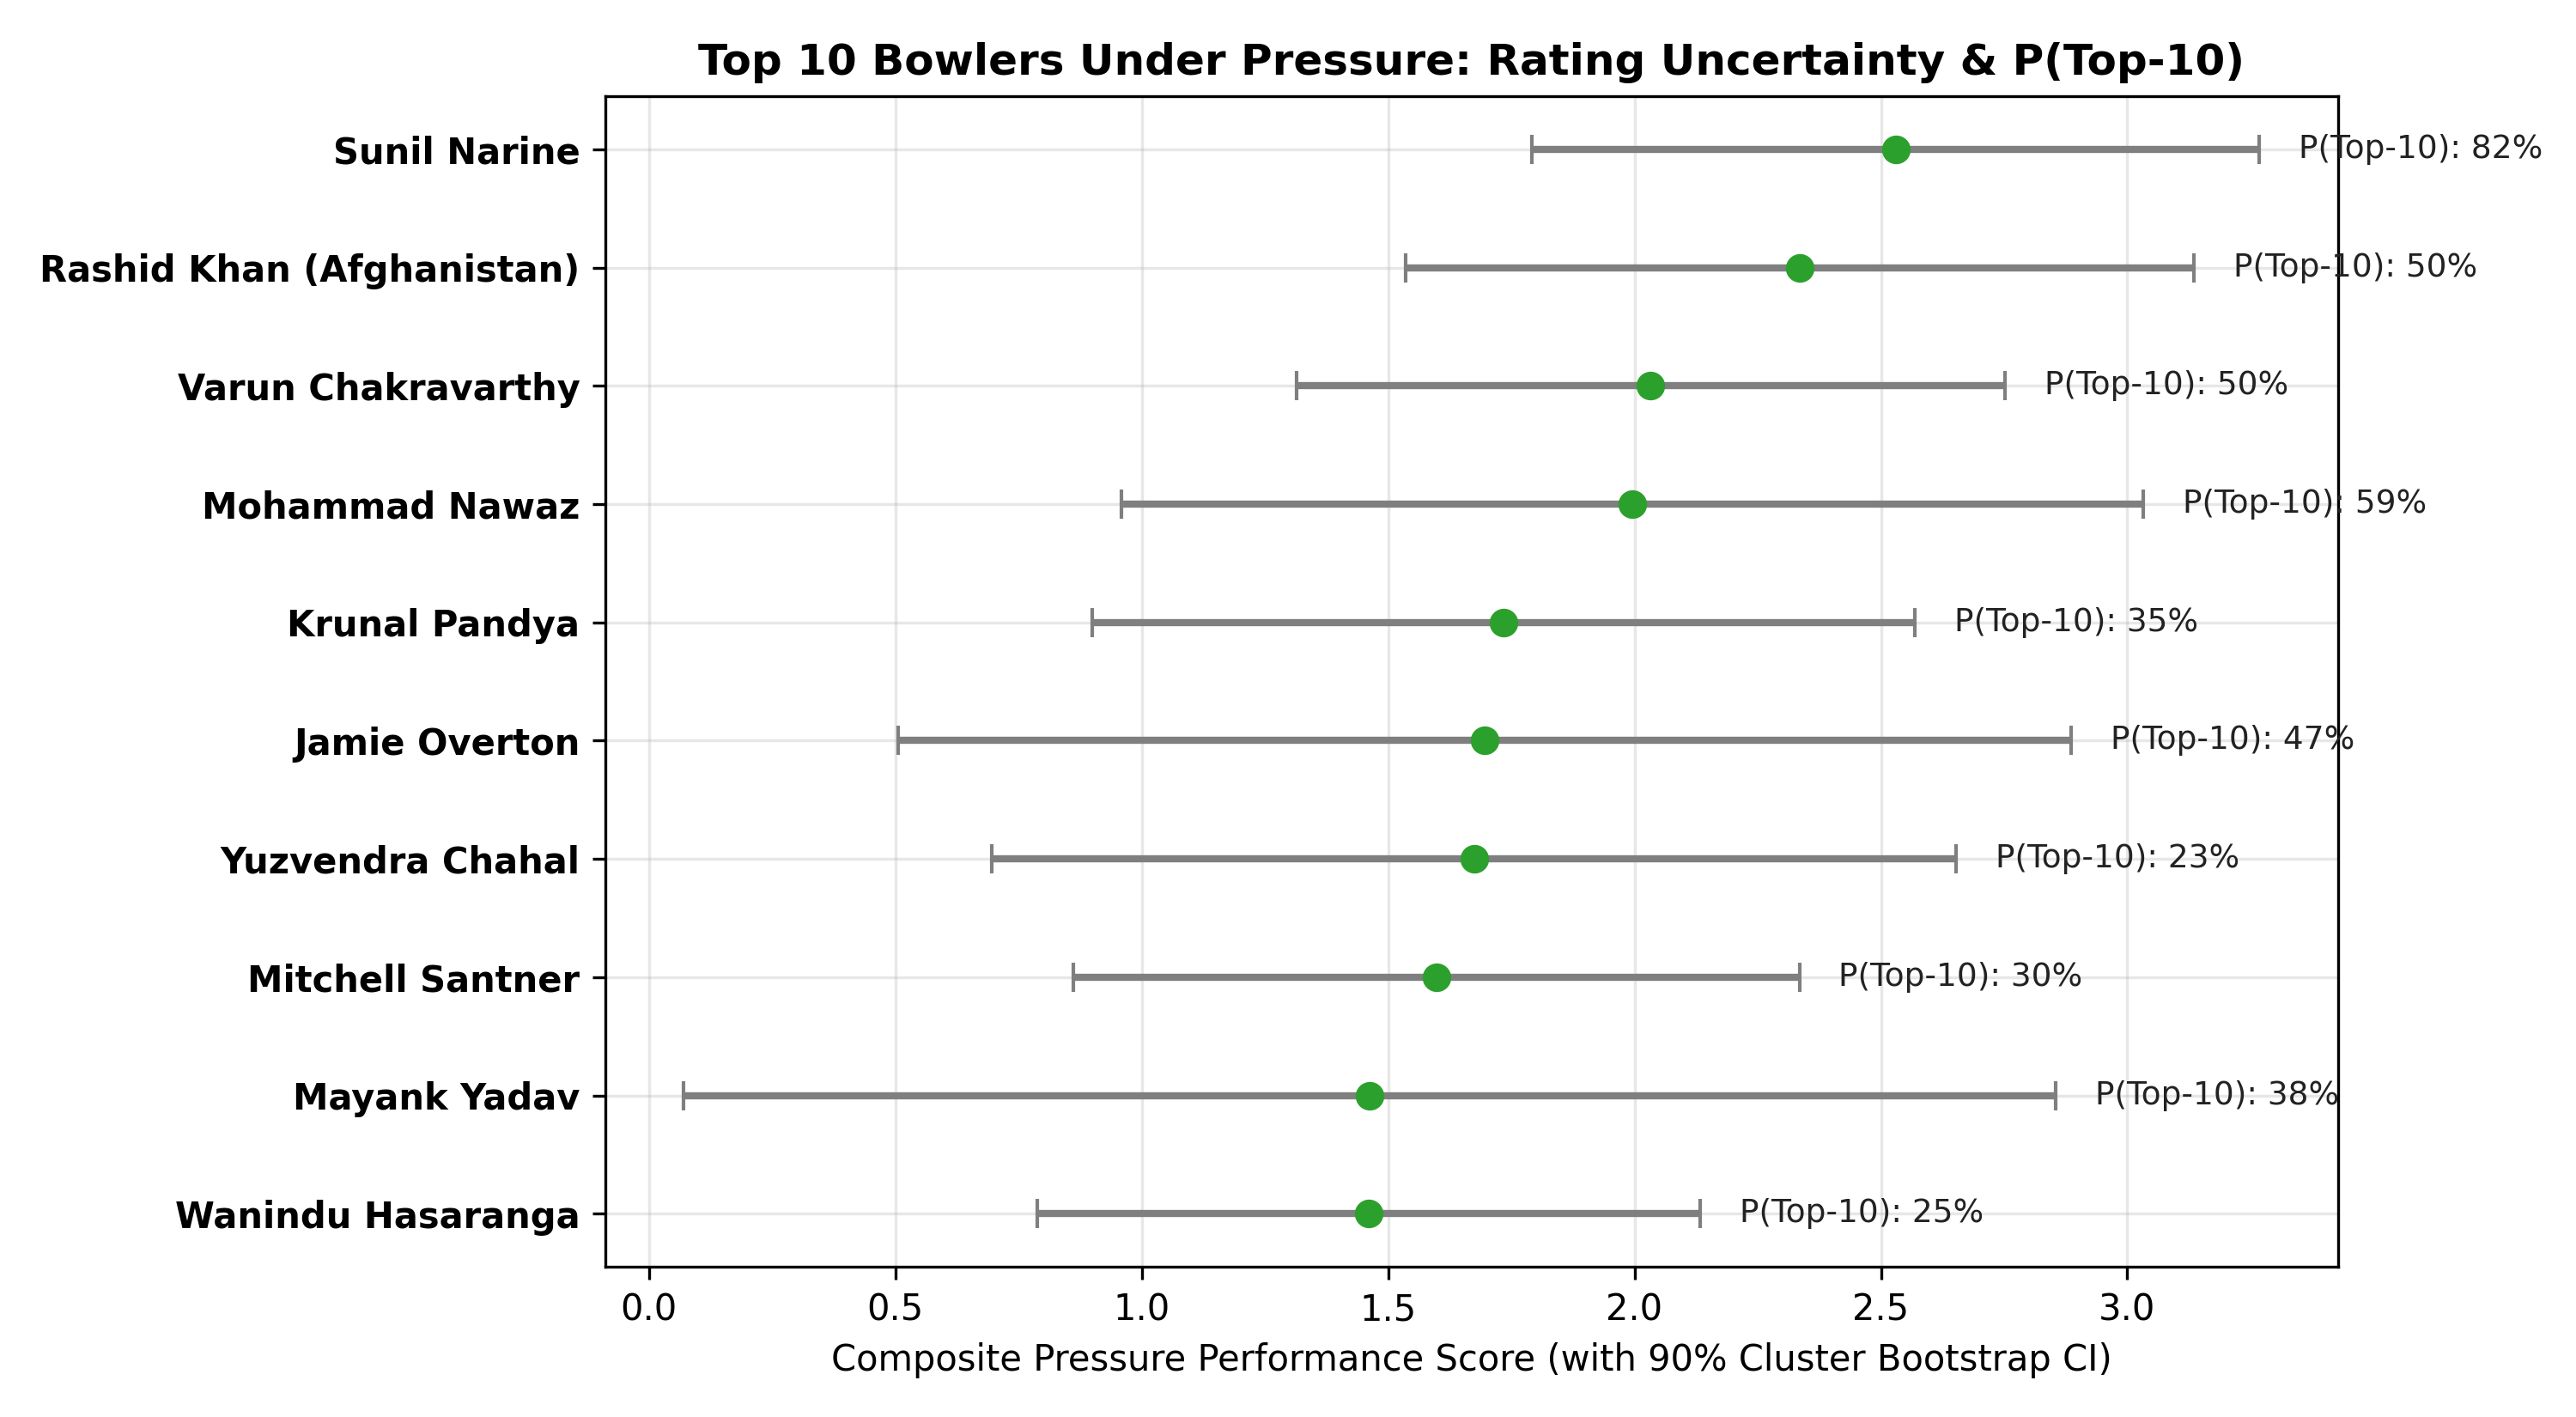 Top 10 Bowlers Under Pressure: Rating Uncertainty & P(Top-10)
Sunil Narine P(Top-10): 82%
Rashid Khan (Afghanistan) P(Top-10): 50%
Varun Chakravarthy P(Top-10): 50%
Mohammad Nawaz P(Top-10): 59%
Krunal Pandya P(Top-10): 35%
Jamie Overton P(Top-10): 47%
Yuzvendra Chahal P(Top-10): 23%
Mitchell Santner P(Top-10): 30%
Mayank Yadav P(Top-10): 38%
Wanindu Hasaranga P(Top-10): 25%
0.0 0.5 1.0 1.5 2.0 2.5 3.0
Composite Pressure Performance Score (with 90% Cluster Bootstrap CI)